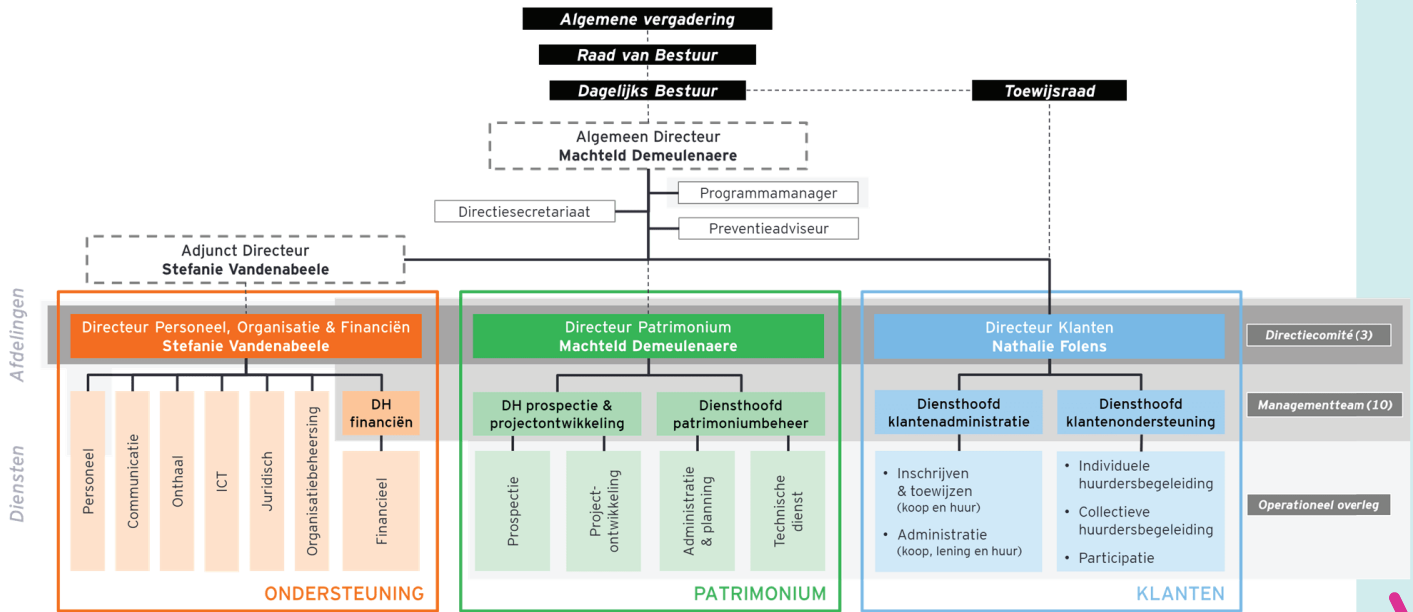 Algemene vergadering
Raad van Bestuur
Dagelijks Bestuur
Toewijsraad
Algemeen Directeur
Machteld Demeulenaere
Programmamanager
Directiesecretariaat
Preventieadviseur
Adjunct Directeur
Stefanie Vandenabeele
Afdelingen
Directeur Personeel, Organisatie & Financiën
Stefanie Vandenabeele
Directeur Patrimonium
Machteld Demeulenaere
Directeur Klanten
Nathalie Folens
Directiecomité (3)
Diensten
Personeel
Communicatie
Onthaal
ICT
Juridisch
Organisatiebeheersing
DH
financiën
Financieel
DH prospectie &
projectontwikkeling
Diensthoofd
patrimoniumbeheer
Prospectie
Project-
ontwikkeling
Administratie
& planning
Technische
dienst
Diensthoofd
klantenadministratie
Diensthoofd
klantenondersteuning
Managementteam (10)
• Inschrijven
& toewijzen
(koop en huur)
• Administratie
(koop, lening en huur)
• Individuele
huurdersbegeleiding
• Collectieve
huurdersbegeleiding
• Participatie
Operationeel overleg
ONDERSTEUNING
PATRIMONIUM
KLANTEN